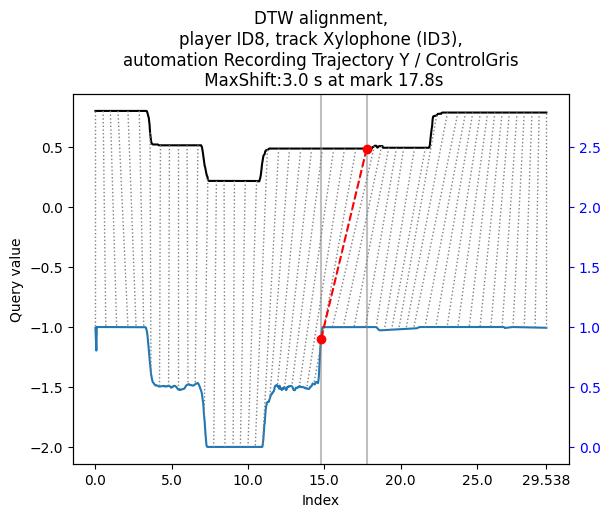 DTW alignment,
player ID8, track Xylophone (ID3),
automation Recording Trajectory Y / ControlGris
MaxShift:3.0 s at mark 17.8s
Query value
0.5
0.0
−0.5
−1.0
−1.5
−2.0
2.5
2.0
1.5
1.0
0.5
0.0
0.0 5.0 10.0 15.0 20.0 25.0 29.538
Index